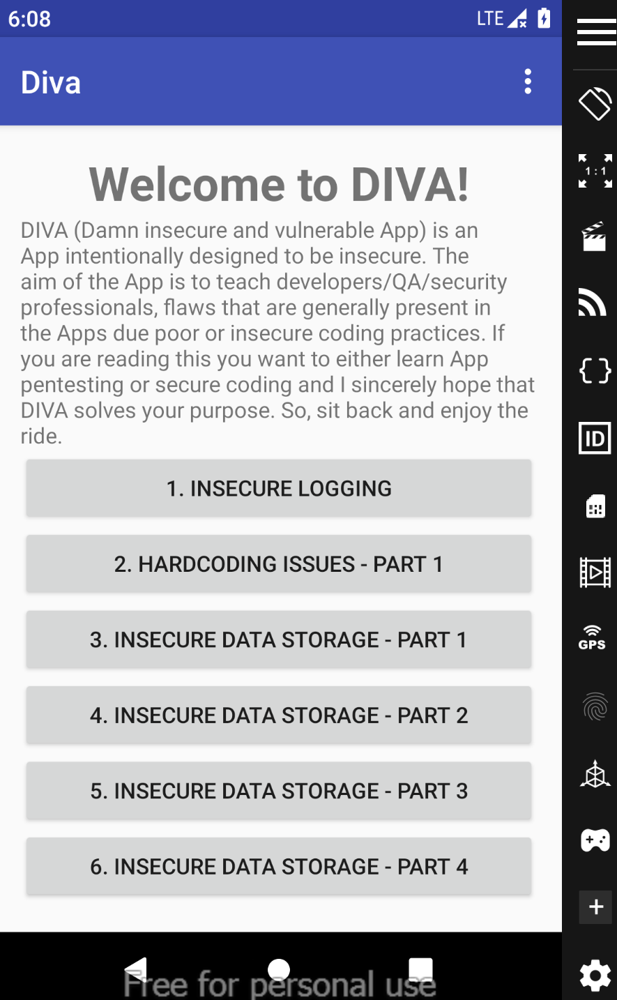 6:08
LTE
Diva
Welcome to DIVA!
DIVA (Damn insecure and vulnerable App) is an
App intentionally designed to be insecure. The
aim of the App is to teach developers/QA/security
professionals, flaws that are generally present in
the Apps due poor or insecure coding practices. If
you are reading this you want to either learn App
pentesting or secure coding and I sincerely hope that
DIVA solves your purpose. So, sit back and enjoy the
ride.
1. INSECURE LOGGING
2. HARDCODING ISSUES - PART 1
3. INSECURE DATA STORAGE - PART 1
4. INSECURE DATA STORAGE - PART 2
5. INSECURE DATA STORAGE - PART 3
6. INSECURE DATA STORAGE - PART 4
Free for personal use
1 : 1
ID
GPS